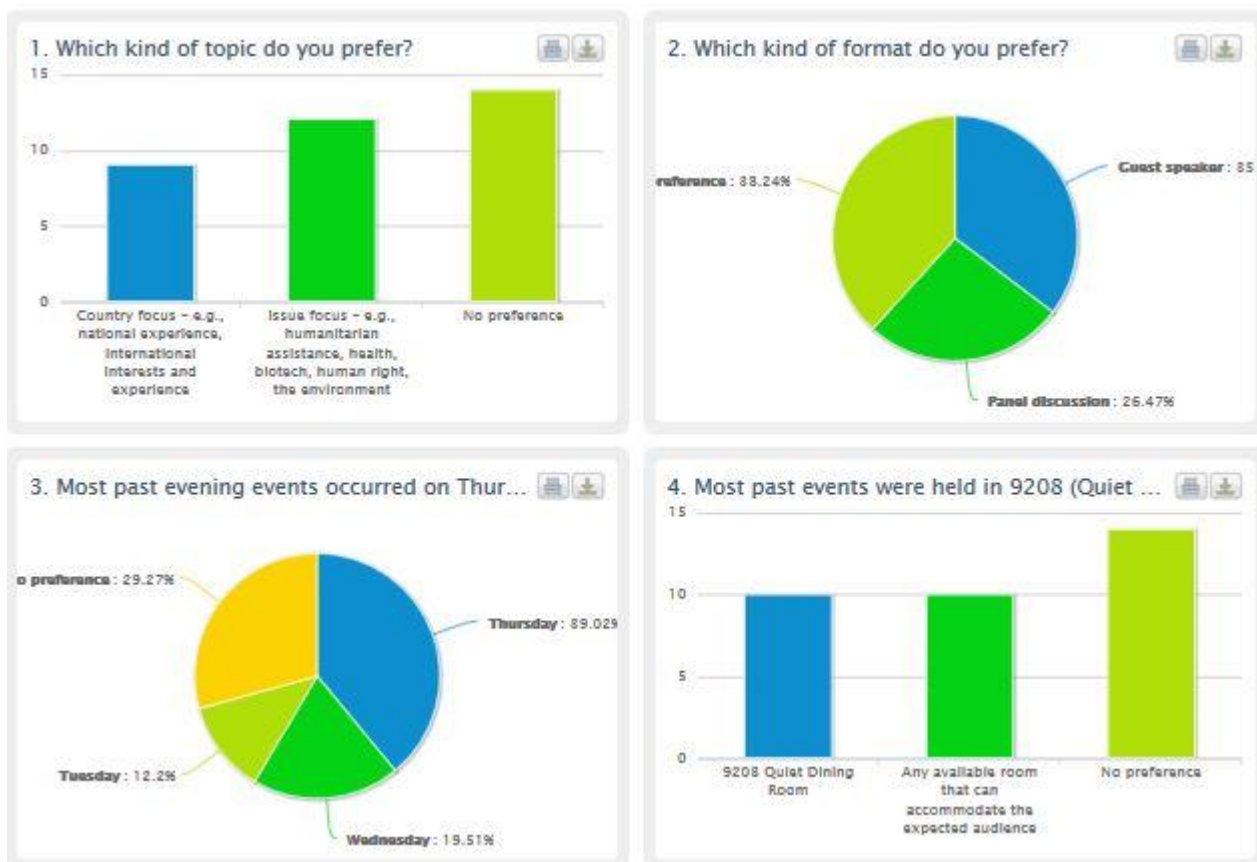 1. Which kind of topic do you prefer?
15
10
5
0
Country focus - e.g.,
national experience,
international
interests and
experience
Issue focus - e.g.,
humanitarian
assistance, health,
biotech, human right,
the environment
No preference
2. Which kind of format do you prefer?
reference : 88.24%
Guest speaker : 85
Panel discussion : 26.47%
3. Most past evening events occurred on Thur...
o preference : 29.27%
Thursday : 89.02%
Tuesday : 12.2%
Wednesday : 19.51%
4. Most past events were held in 9208 (Quiet ...
15
10
5
0
9208 Quiet Dining
Room
Any available room
that can
accommodate the
expected audience
No preference